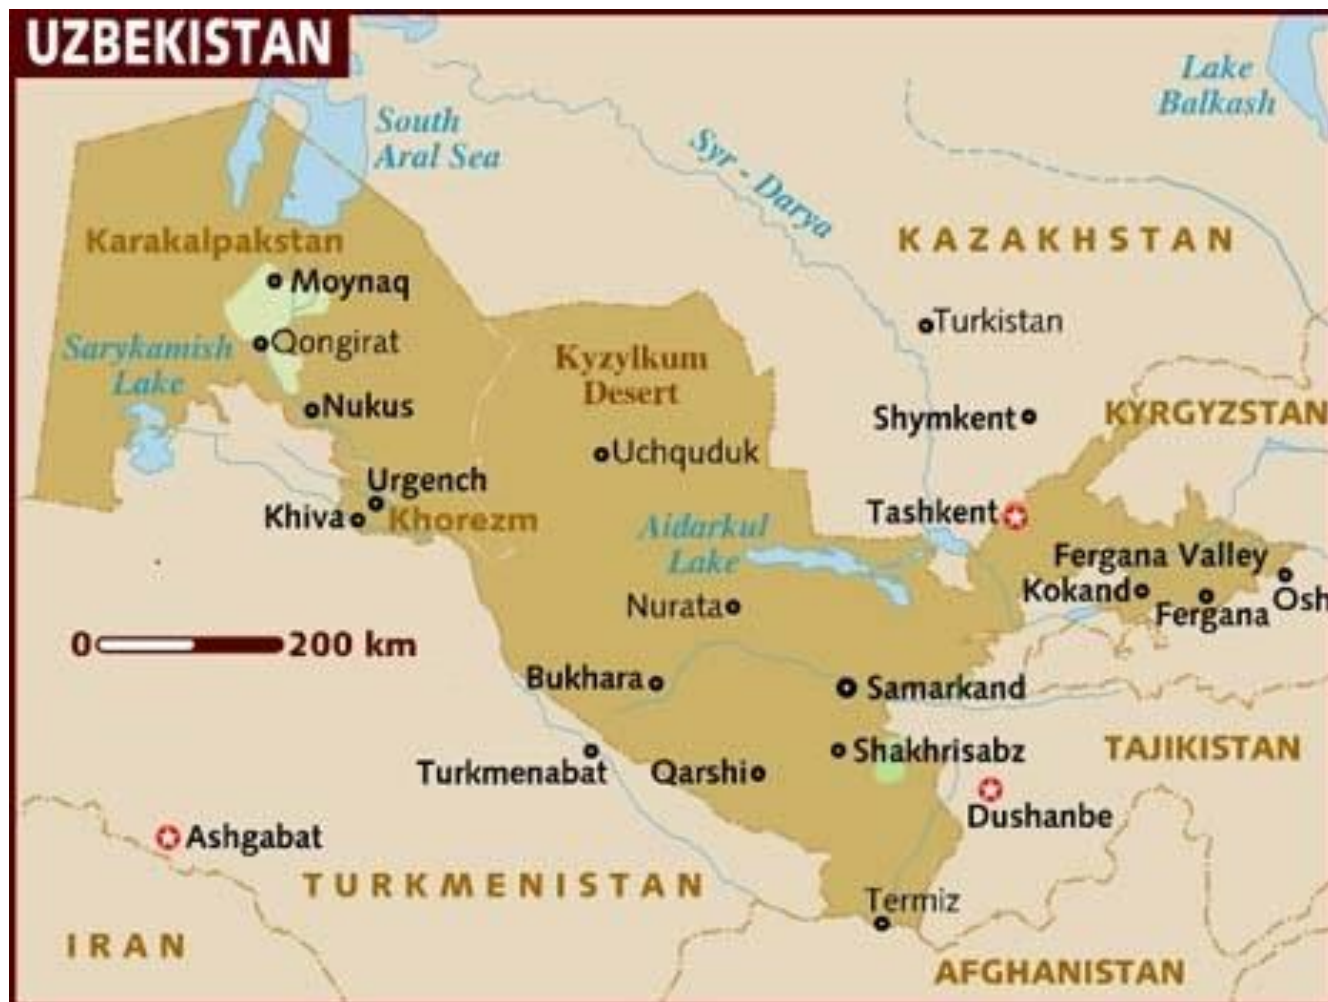 UZBEKISTAN
Lake
Balkash
South
Aral Sea
Syr - Darya
KAZAKHSTAN
Karakalpakstan
Moynaq
Turkistan
Qongirat
Sarykamish
Lake
Kyzylkum
Desert
Nukus
Shymkent
KYRGYZSTAN
Uchquduk
Urgench
Khiva
Khorezm
Tashkent
Aidarkul
Lake
Fergana Valley
Kokand
Fergana
Osh
Nurata
0 200 km
Bukhara
Samarkand
Shakhrisabz
TAJIKISTAN
Turkmenabat
Qarshi
Dushanbe
Ashgabat
TURKMENISTAN
Termiz
IRAN
AFGHANISTAN